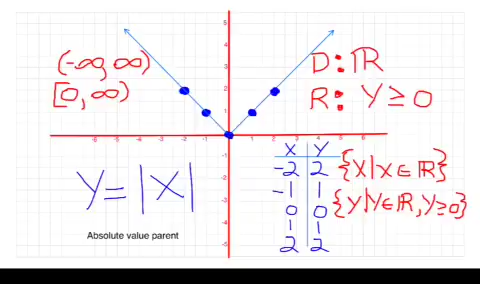 (-∞,∞)
[0,∞)
D: ℝ
R: Y ≥ 0
Y=|X|
X Y
-2 2
-1 1
0 0
1 1
2 2
{X|X∈ℝ}
{Y|Y∈ℝ, Y≥0}
Absolute value parent